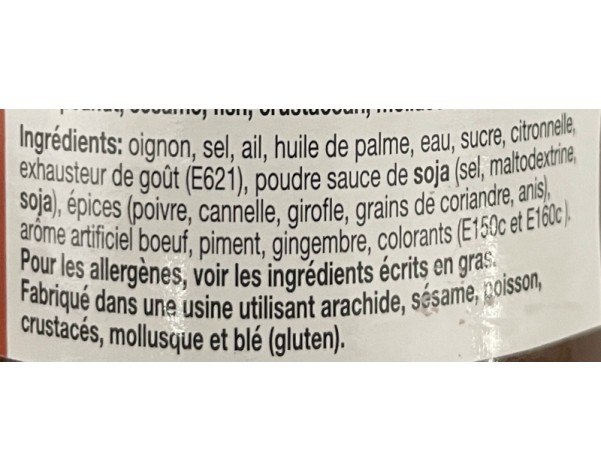 Ingrédients: oignon, sel, ail, huile de palme, eau, sucre, citronnelle,
exhausteur de goût (E621), poudre sauce de soja (sel, maltodextrine,
soja), épices (poivre, cannelle, girofle, grains de coriandre, anis),
arôme artificiel boeuf, piment, gingembre, colorants (E150c et E160c).
Pour les allergènes, voir les ingrédients écrits en gras.
Fabriqué dans une usine utilisant arachide, sésame, poisson,
crustacés, mollusque et blé (gluten).